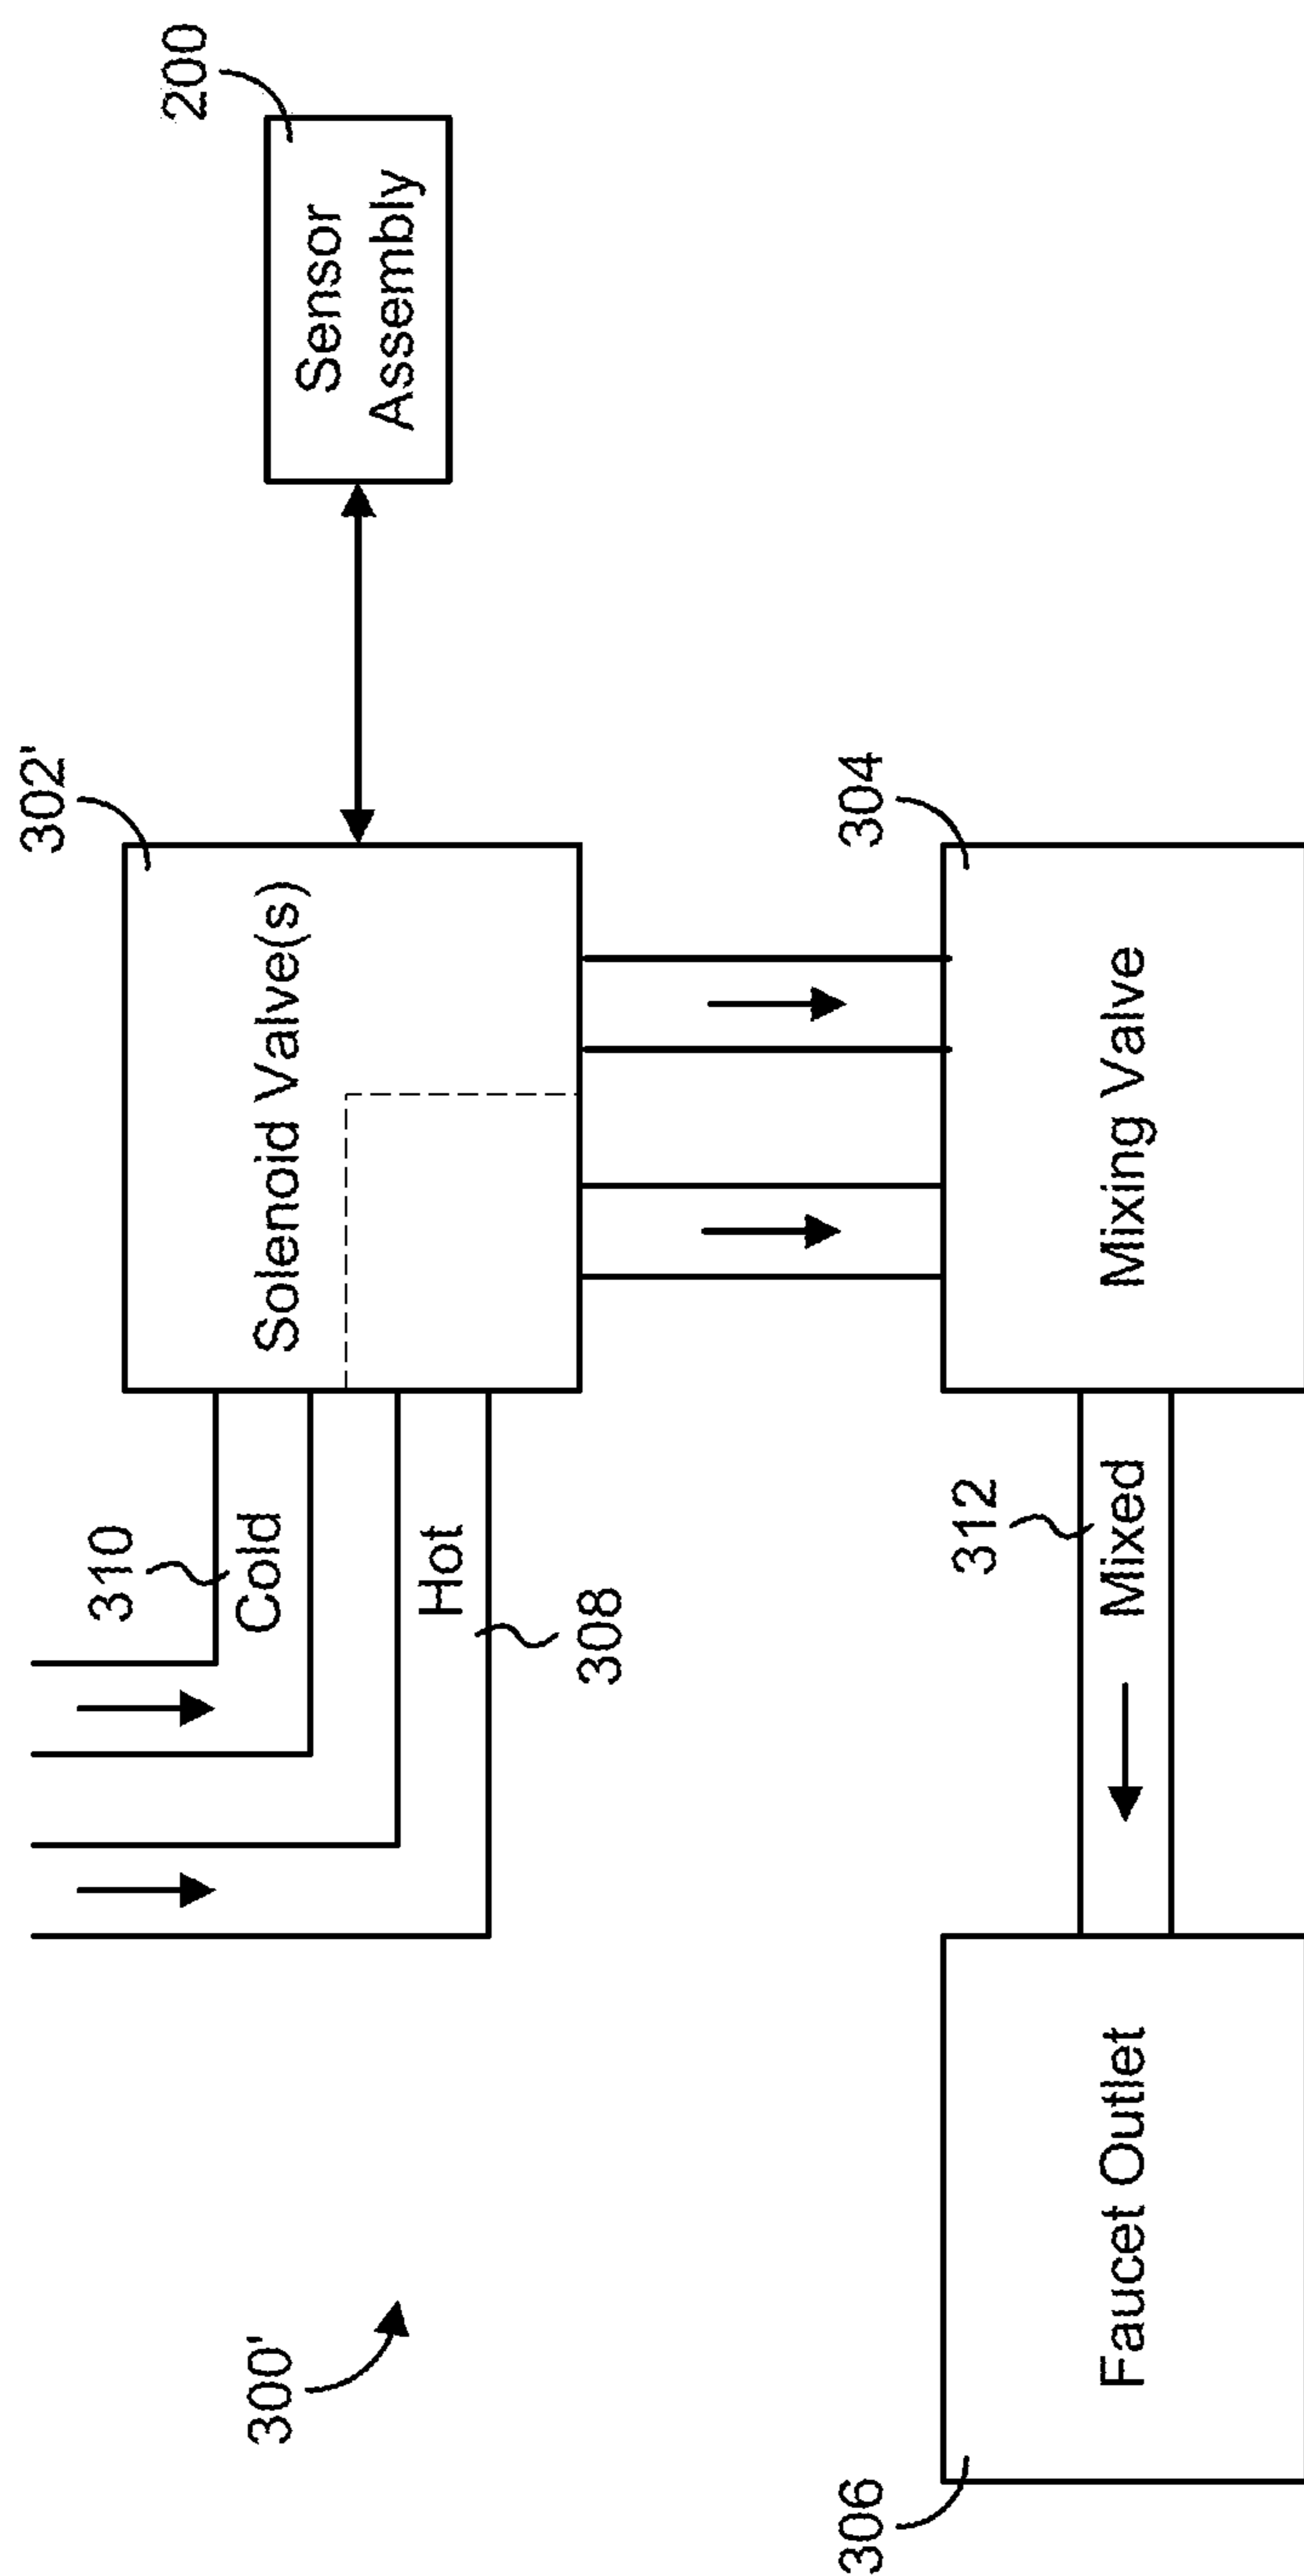 200
Sensor
Assembly
302'
Solenoid Valve(s)
304
Mixing Valve
310
Cold
Hot
308
312
Mixed
300'
306
Faucet Outlet